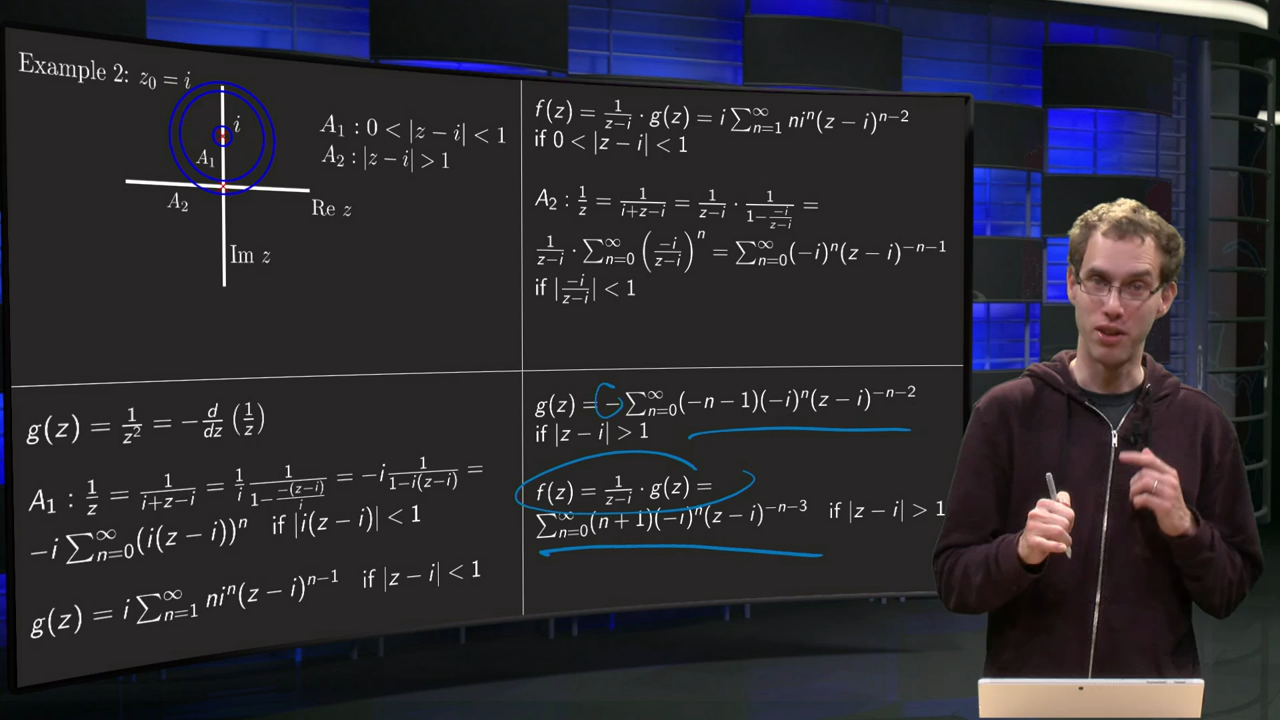 Example 2: z₀ = i
i
A₁
A₂
Re z
Im z
A₁ : 0 < |z − i| < 1
A₂ : |z − i| > 1
f(z) = 1/(z−i) · g(z) = i ∑_{n=1}^{∞} ni^n(z − i)^{n−2}
if 0 < |z − i| < 1
A₂ : 1/z = 1/(i+z−i) = 1/(z−i) · 1/(1−(−i)/(z−i)) =
1/(z−i) · ∑_{n=0}^{∞} (−i/(z−i))^n = ∑_{n=0}^{∞}(−i)^n(z − i)^{−n−1}
if |−i/(z−i)| < 1
g(z) = 1/z² = −d/dz (1/z)
A₁ : 1/z = 1/(i+z−i) = 1/i 1/(1−(−(z−i))/i) = −i 1/(1−i(z−i)) =
−i ∑_{n=0}^{∞}(i(z − i))^n if |i(z − i)| < 1
g(z) = i ∑_{n=1}^{∞} ni^n(z − i)^{n−1} if |z − i| < 1
g(z) = − ∑_{n=0}^{∞}(−n − 1)(−i)^n(z − i)^{−n−2}
if |z − i| > 1
f(z) = 1/(z−i) · g(z) =
∑_{n=0}^{∞}(n + 1)(−i)^n(z − i)^{−n−3} if |z − i| > 1